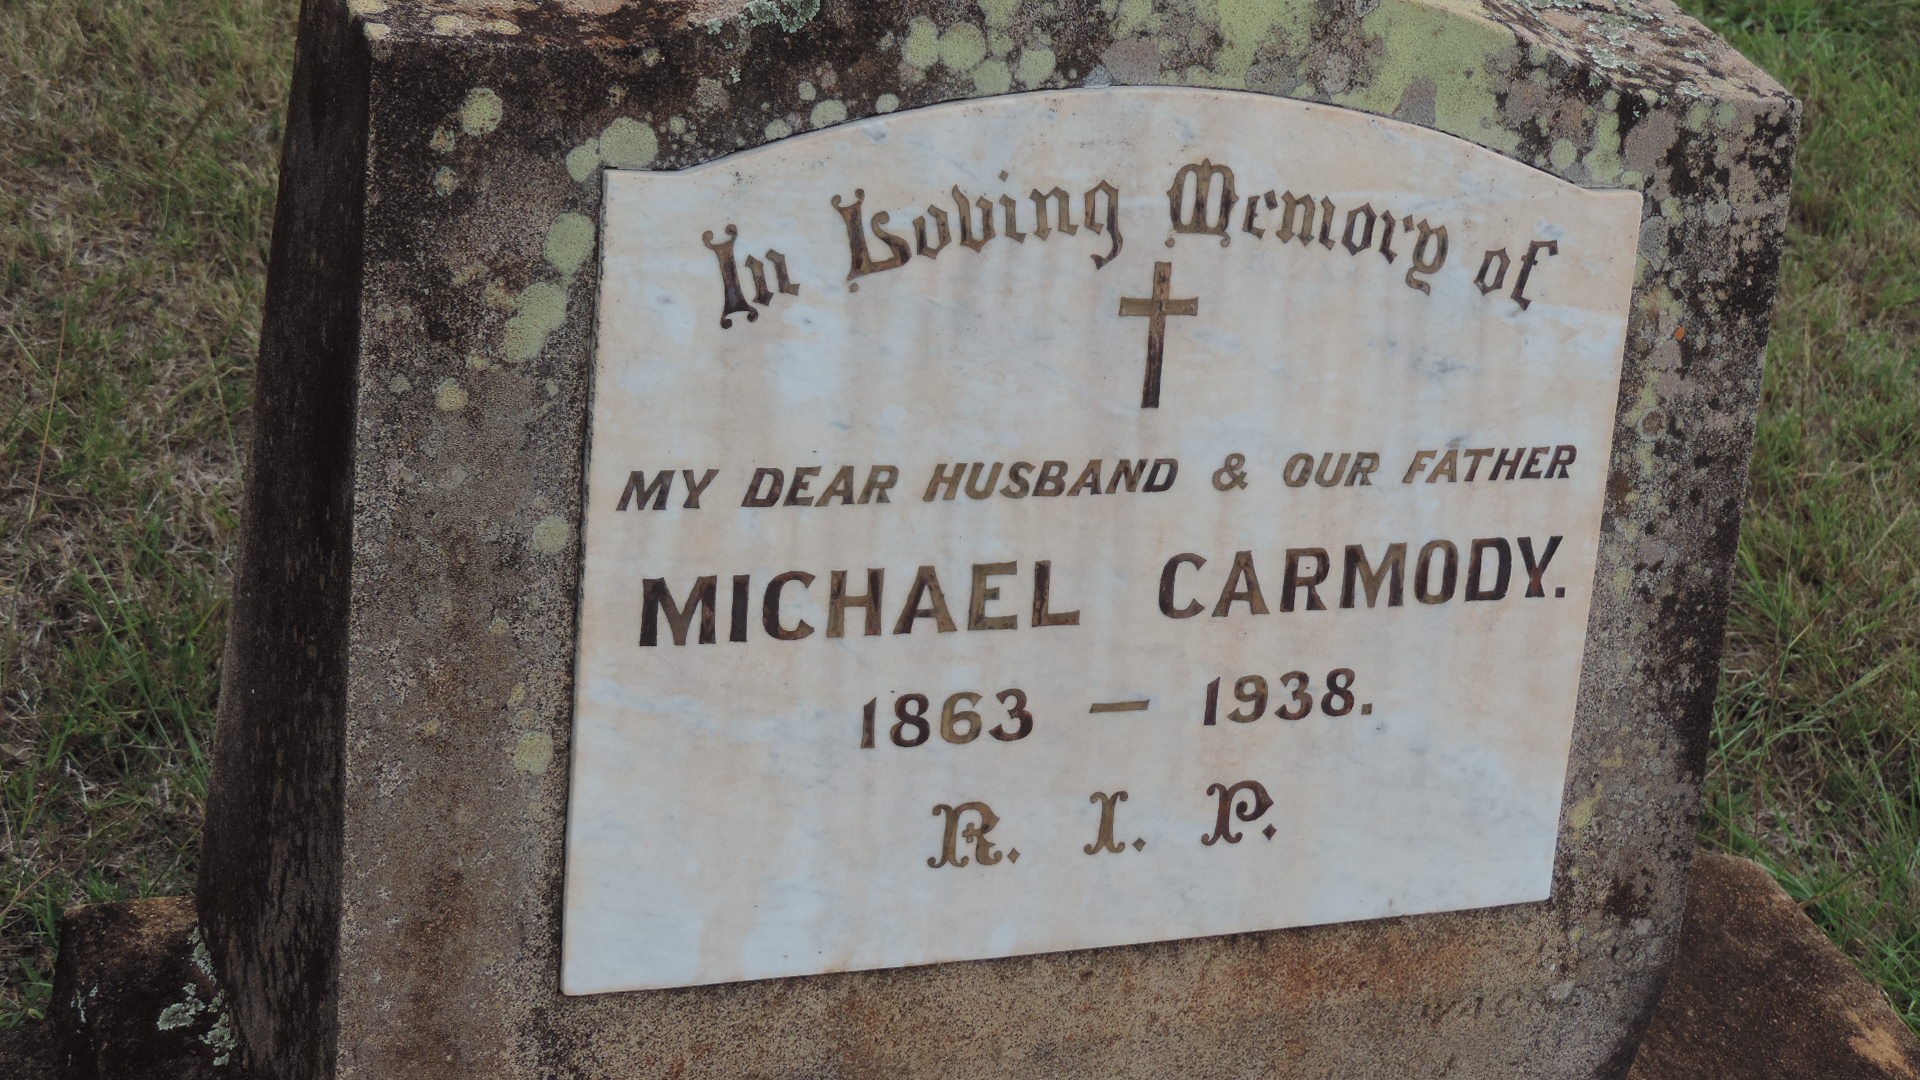 In Loving Memory of
MY DEAR HUSBAND & OUR FATHER
MICHAEL CARMODY.
1863 — 1938.
R. I. P.